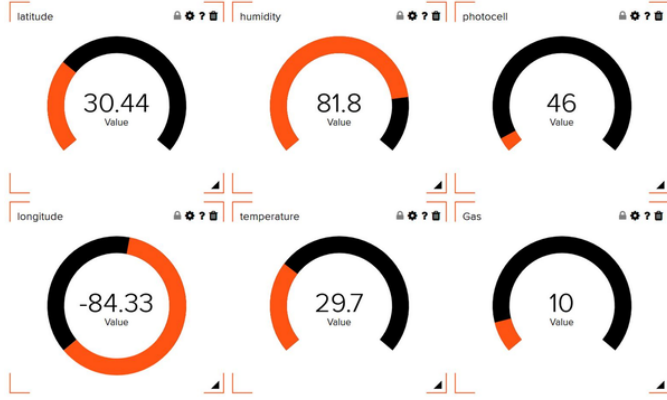 latitude
30.44
Value
humidity
81.8
Value
photocell
46
Value
longitude
-84.33
Value
temperature
29.7
Value
Gas
10
Value